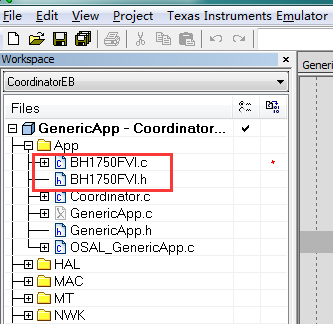 File Edit View Project Texas Instruments Emulator
Workspace
CoordinatorEB
Files
GenericApp - Coordinator...
App
BH1750FVI.c
BH1750FVI.h
Coordinator.c
GenericApp.c
GenericApp.h
OSAL_GenericApp.c
HAL
MAC
MT
NWK
Generi